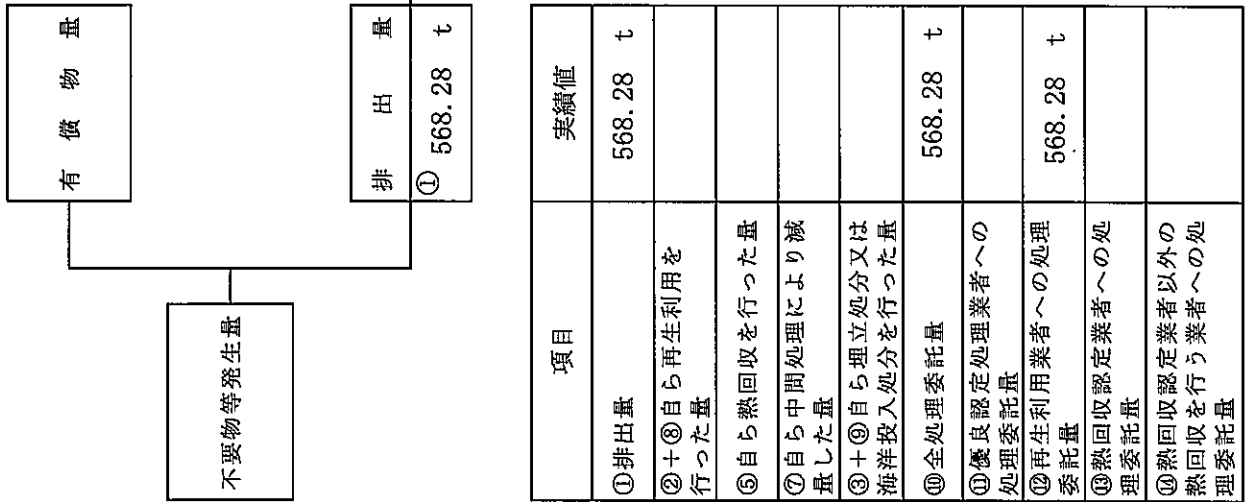 有償物量
不要物等発生量
排出量
① 568.28 t
項目 実績値
①排出量 568.28 t
②＋⑧自ら再生利用を
行った量
⑤自ら熱回収を行った量
⑦自ら中間処理により減
量した量
③＋⑨自ら埋立処分又は
海洋投入処分を行った量
⑩全処理委託量 568.28 t
⑪優良認定処理業者への
処理委託量
⑫再生利用業者への処理
委託量 568.28 t
⑬熱回収認定業者への処
理委託量
⑭熱回収認定業者以外の
熱回収を行う業者への処
理委託量